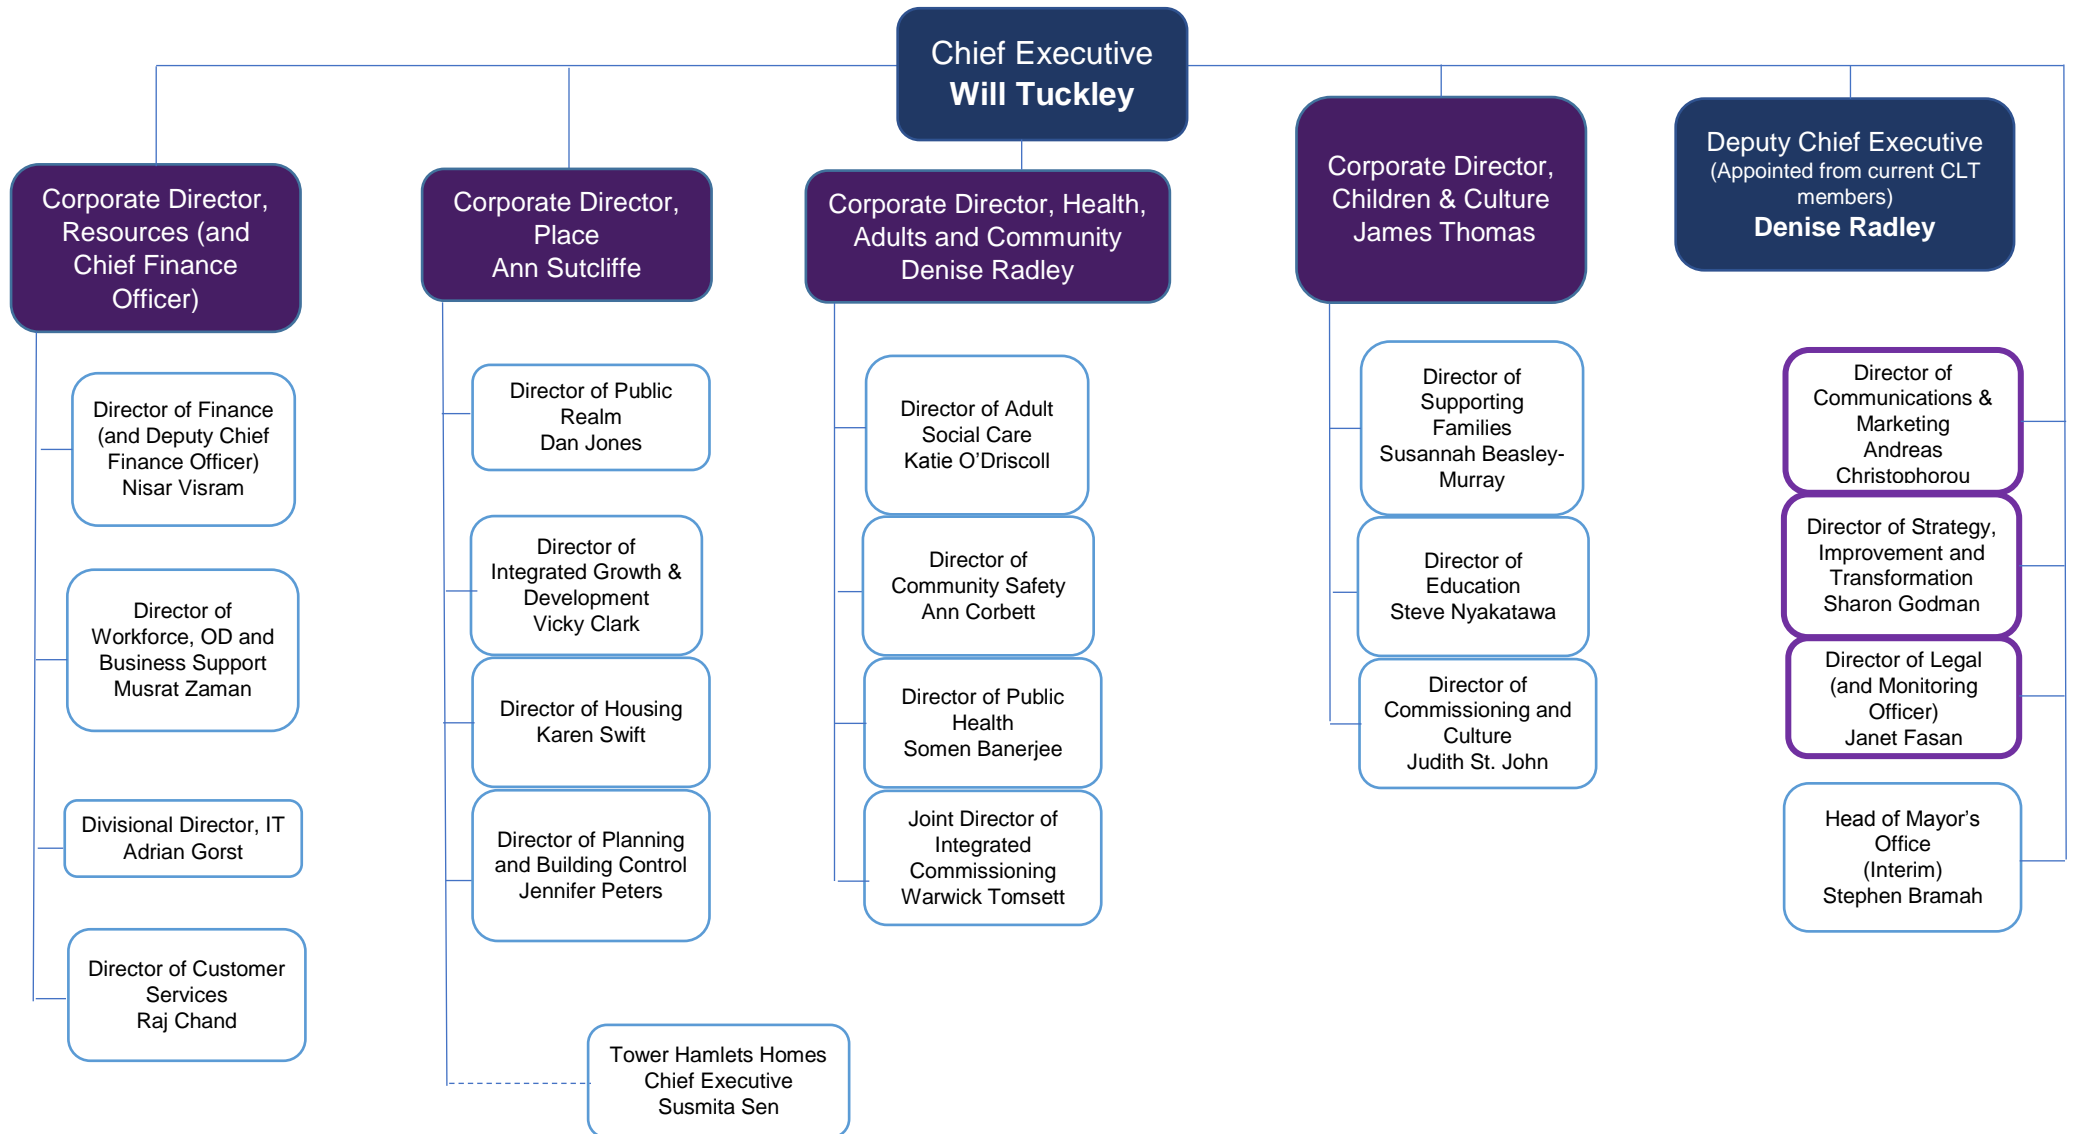 Chief Executive
Will Tuckley
Corporate Director,
Resources (and
Chief Finance
Officer)
Corporate Director,
Place
Ann Sutcliffe
Corporate Director, Health,
Adults and Community
Denise Radley
Corporate Director,
Children & Culture
James Thomas
Deputy Chief Executive
(Appointed from current CLT
members)
Denise Radley
Director of Finance
(and Deputy Chief
Finance Officer)
Nisar Visram
Director of
Workforce, OD and
Business Support
Musrat Zaman
Divisional Director, IT
Adrian Gorst
Director of Customer
Services
Raj Chand
Director of Public
Realm
Dan Jones
Director of
Integrated Growth &
Development
Vicky Clark
Director of Housing
Karen Swift
Director of Planning
and Building Control
Jennifer Peters
Tower Hamlets Homes
Chief Executive
Susmita Sen
Director of Adult
Social Care
Katie O’Driscoll
Director of
Community Safety
Ann Corbett
Director of Public
Health
Somen Banerjee
Joint Director of
Integrated
Commissioning
Warwick Tomsett
Director of
Supporting
Families
Susannah Beasley-
Murray
Director of
Education
Steve Nyakatawa
Director of
Commissioning and
Culture
Judith St. John
Director of
Communications &
Marketing
Andreas
Christophorou
Director of Strategy,
Improvement and
Transformation
Sharon Godman
Director of Legal
(and Monitoring
Officer)
Janet Fasan
Head of Mayor’s
Office
(Interim)
Stephen Bramah